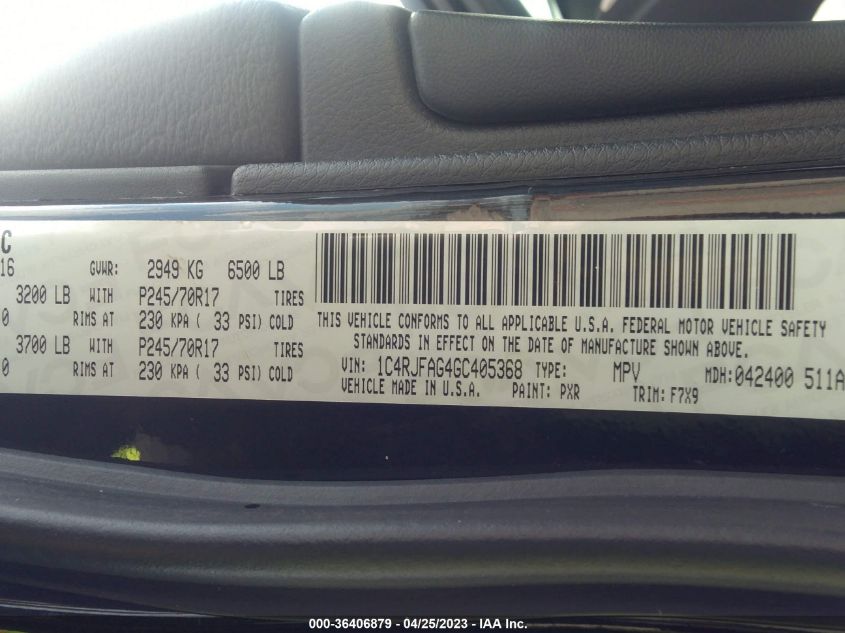 C
16 GVWR: 2949 KG 6500 LB
3200 LB WITH P245/70R17 TIRES
0 RIMS AT 230 KPA ( 33 PSI) COLD
3700 LB WITH P245/70R17 TIRES
0 RIMS AT 230 KPA ( 33 PSI) COLD
THIS VEHICLE CONFORMS TO ALL APPLICABLE U.S.A. FEDERAL MOTOR VEHICLE SAFETY
STANDARDS IN EFFECT ON THE DATE OF MANUFACTURE SHOWN ABOVE.
VIN: 1C4RJFAG4GC405368 TYPE: MPV MDH:042400 511A
VEHICLE MADE IN U.S.A. PAINT: PXR TRIM: F7X9
000-36406879 - 04/25/2023 - IAA Inc.